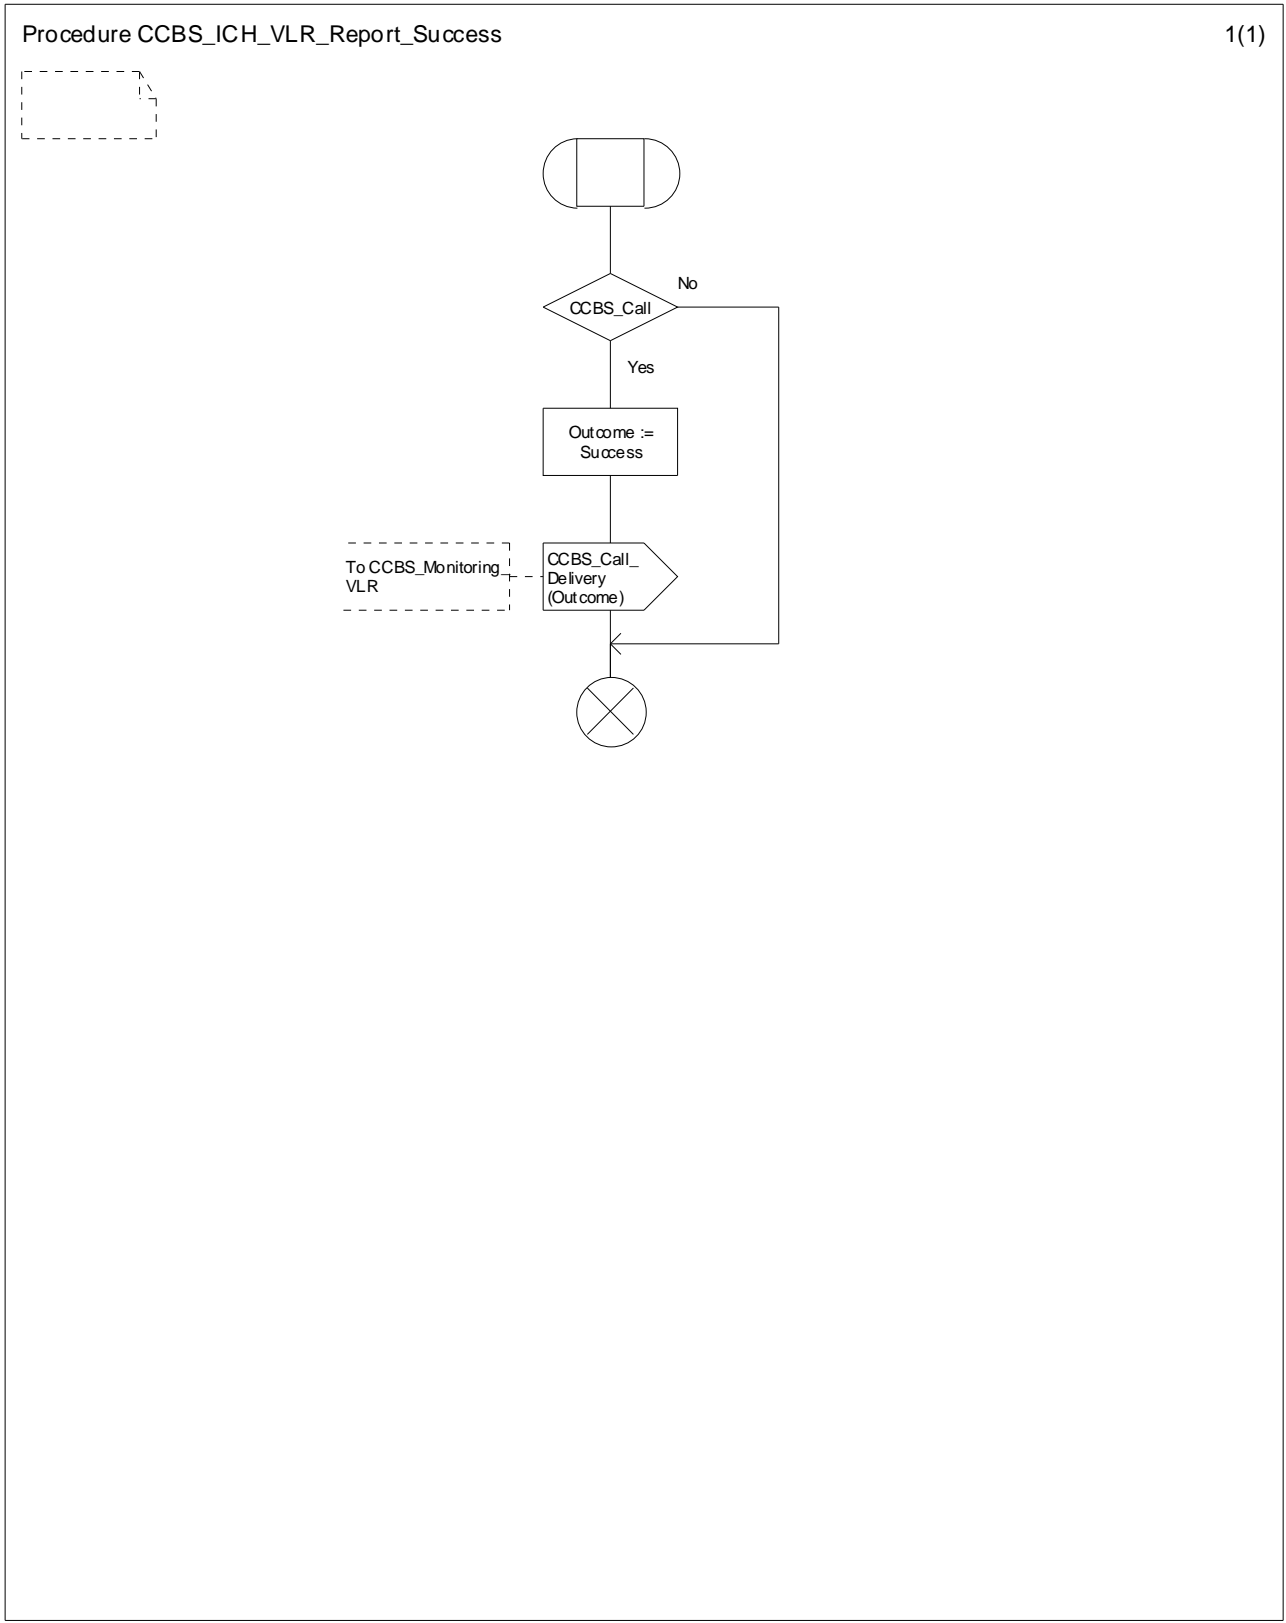 Procedure CCBS_ICH_VLR_Report_Success
1(1)
No
CCBS_Call
Yes
Outcome :=
Success
To CCBS_Monitoring_
VLR
CCBS_Call_
Delivery
(Outcome)